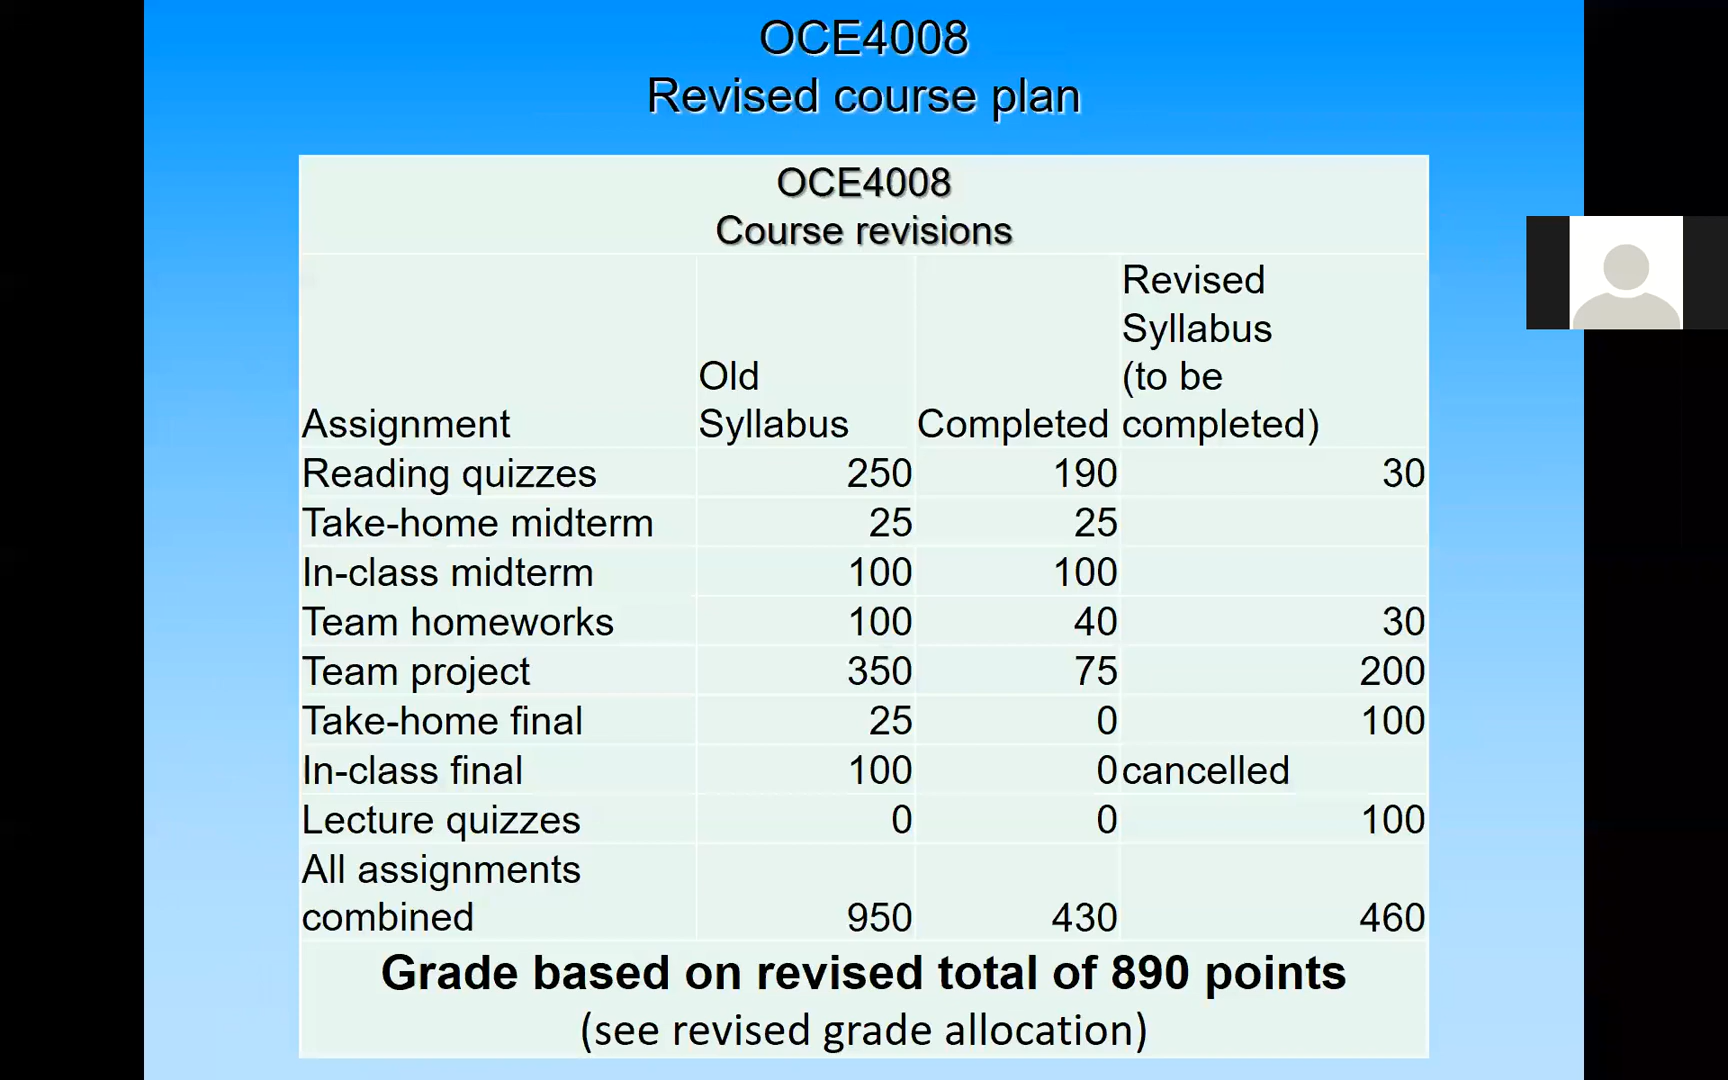 OCE4008
Revised course plan
OCE4008
Course revisions
Assignment Old Syllabus Completed Revised Syllabus (to be completed)
Reading quizzes 250 190 30
Take-home midterm 25 25
In-class midterm 100 100
Team homeworks 100 40 30
Team project 350 75 200
Take-home final 25 0 100
In-class final 100 0 cancelled
Lecture quizzes 0 0 100
All assignments combined 950 430 460
Grade based on revised total of 890 points
(see revised grade allocation)